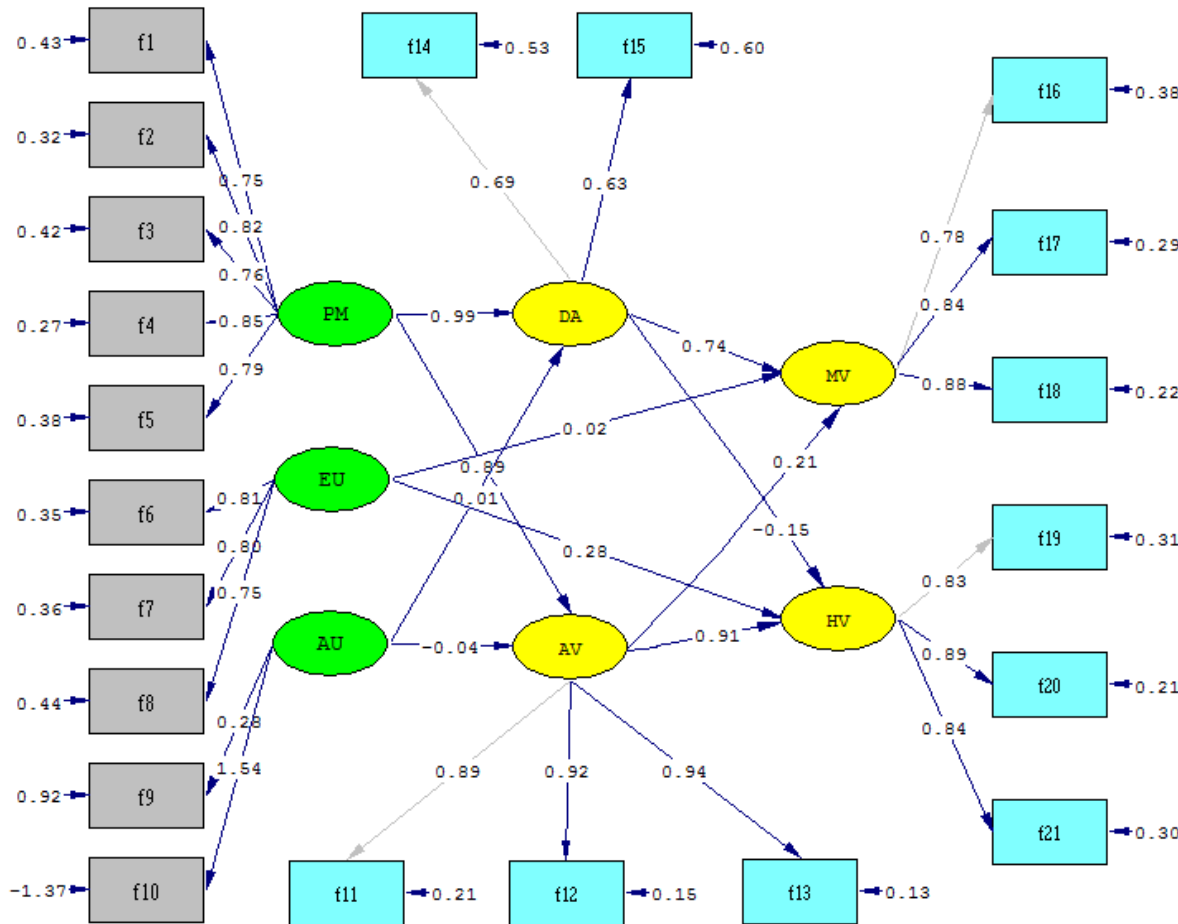 f14 0.53
f15 0.60
0.43 f1
f16 0.38
0.32 f2
0.69 0.63
0.75
0.82
0.42 f3
0.78
f17 0.29
0.76
0.84
PM 0.99 DA
0.27 f4 0.85
0.74
0.79
MV 0.88 f18 0.22
0.38 f5
0.02
0.21
0.89
EU
0.01
0.81
0.35 f6
-0.15
f19 0.31
0.80
0.28
0.75
0.83
0.36 f7
HV
0.91
AU -0.04 AV
0.89
f20 0.21
0.44 f8
0.28
0.84
1.54
0.89 0.92 0.94
0.92 f9
f21 0.30
-1.37 f10
f11 0.21
f12 0.15
f13 0.13